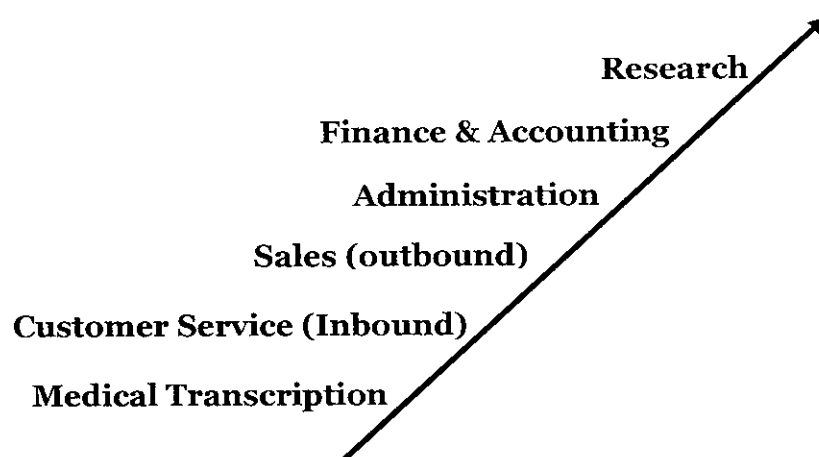 Research
Finance & Accounting
Administration
Sales (outbound)
Customer Service (Inbound)
Medical Transcription